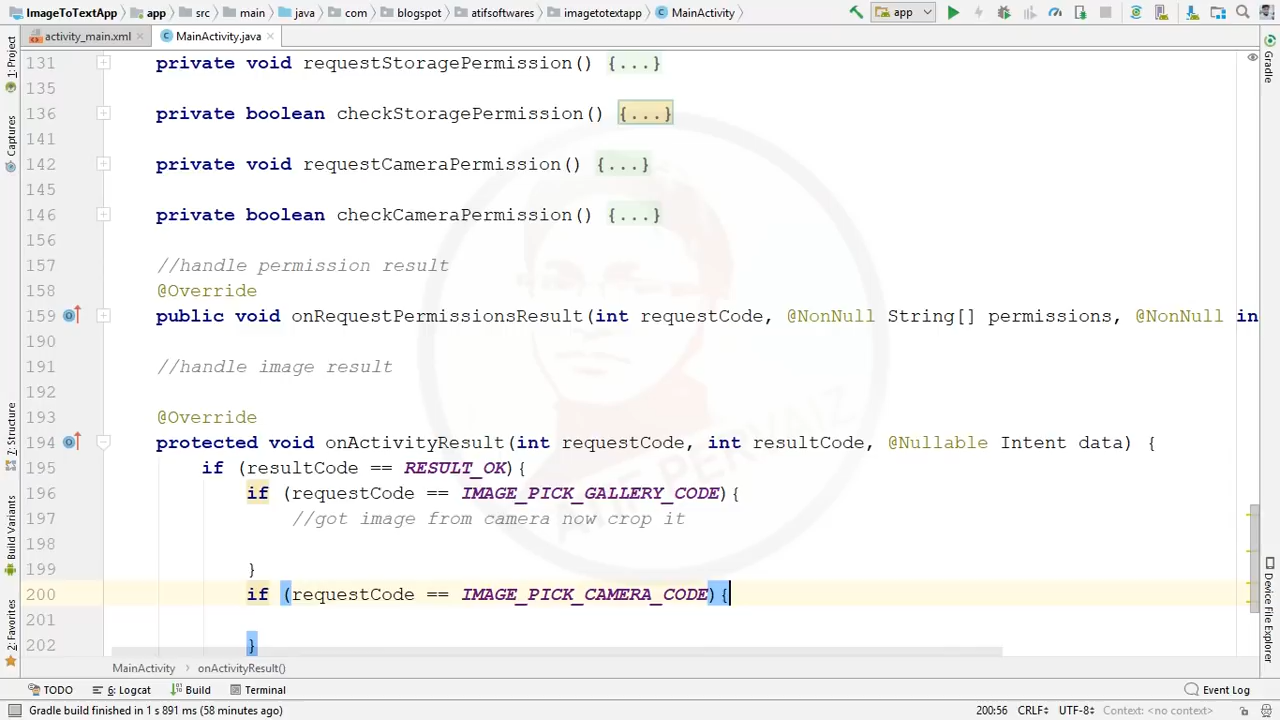 ImageToTextApp app src main java com blogspot atifsoftwares imagetotextapp MainActivity app
activity_main.xml MainActivity.java
131 private void requestStoragePermission() {...}
135
136 private boolean checkStoragePermission() {...}
141
142 private void requestCameraPermission() {...}
145
146 private boolean checkCameraPermission() {...}
156
157 //handle permission result
158 @Override
159 public void onRequestPermissionsResult(int requestCode, @NonNull String[] permissions, @NonNull in
190
191 //handle image result
192
193 @Override
194 protected void onActivityResult(int requestCode, int resultCode, @Nullable Intent data) {
195 if (resultCode == RESULT_OK){
196 if (requestCode == IMAGE_PICK_GALLERY_CODE){
197 //got image from camera now crop it
198
199 }
200 if (requestCode == IMAGE_PICK_CAMERA_CODE){
201
202 }
MainActivity onActivityResult()
1: Project
Captures
7: Structure
Build Variants
2: Favorites
Gradle
Device File Explorer
ATIF PERVAIZ
TODO 6: Logcat Build Terminal Event Log
Gradle build finished in 1 s 891 ms (58 minutes ago) 200:56 CRLF UTF-8 Context: <no context>